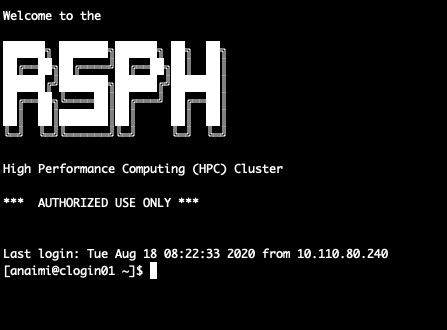 Welcome to the
RSPH
High Performance Computing (HPC) Cluster
*** AUTHORIZED USE ONLY ***
Last login: Tue Aug 18 08:22:33 2020 from 10.110.80.240
[anaimi@clogin01 ~]$